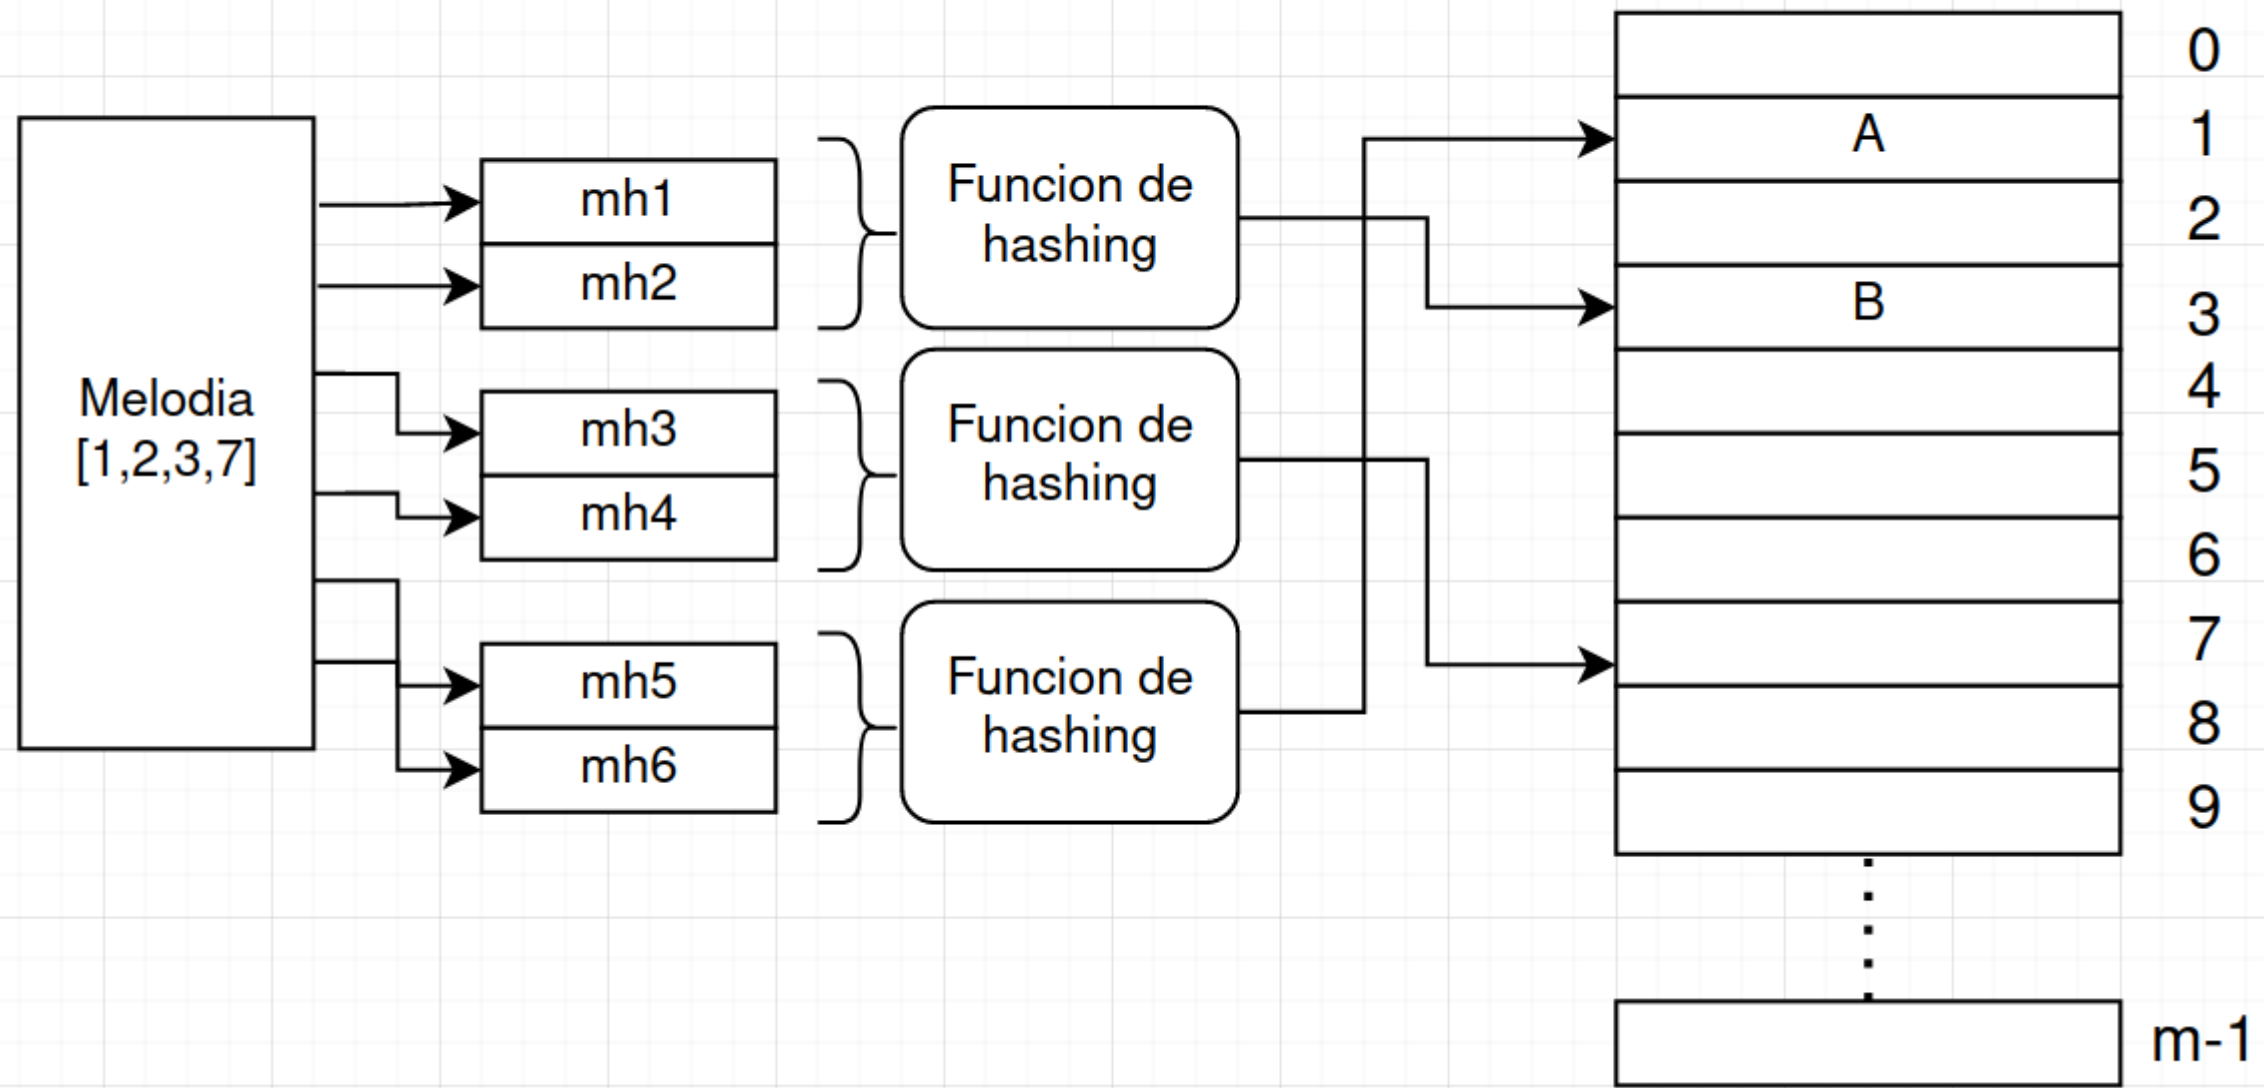 Melodia
[1,2,3,7]
mh1
mh2
mh3
mh4
mh5
mh6
Funcion de
hashing
Funcion de
hashing
Funcion de
hashing
0
A
1
2
B
3
4
5
6
7
8
9
m-1